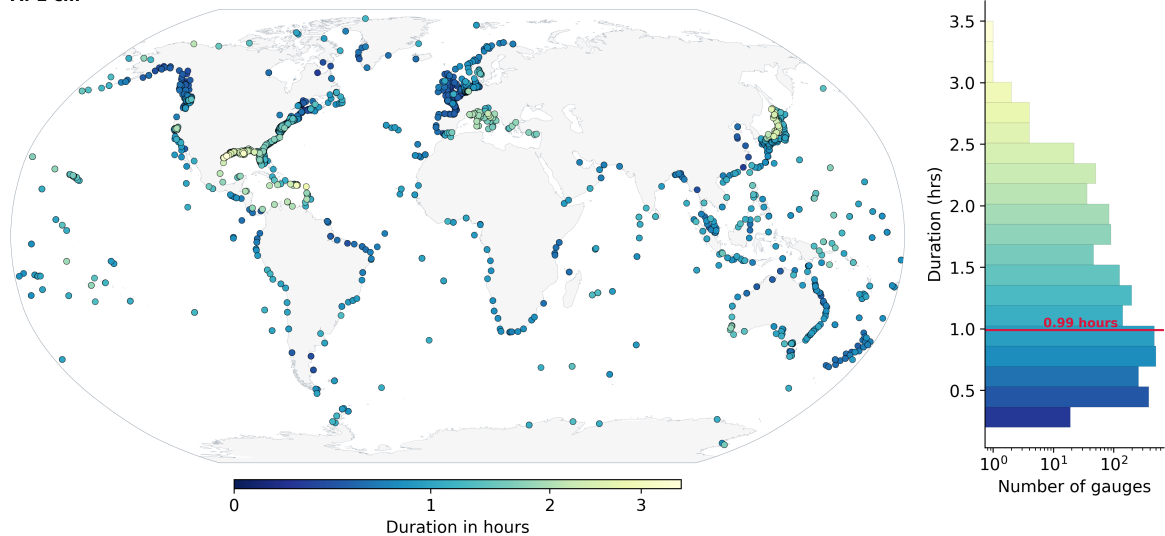 3.5
3.0
2.5
2.0
1.5
1.0
0.5
Duration (hrs)
0.99 hours
10⁰ 10¹ 10²
Number of gauges
0 1 2 3
Duration in hours